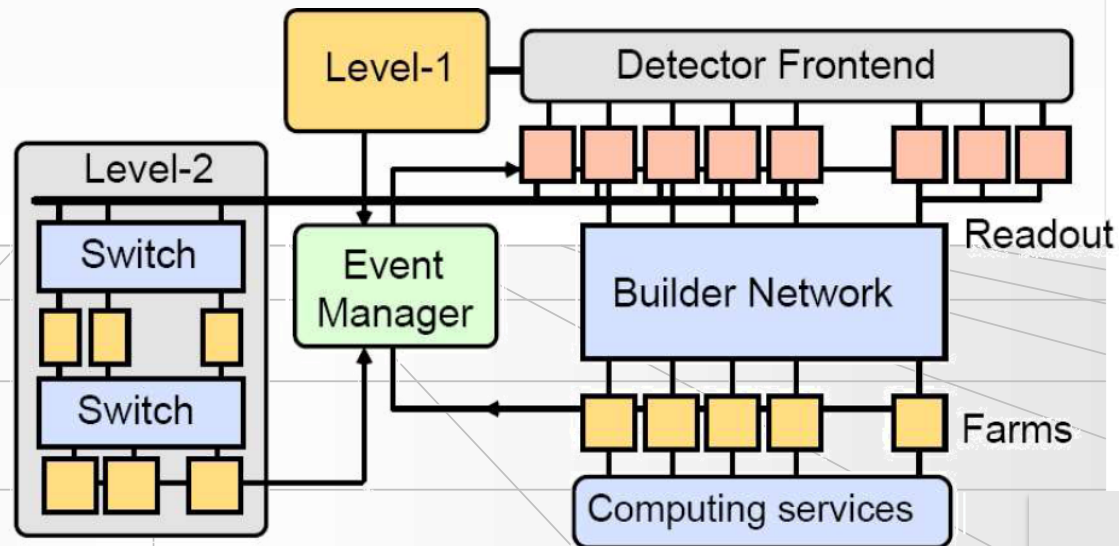 Level-1
Detector Frontend
Level-2
Switch
Event
Manager
Readout
Builder Network
Switch
Farms
Computing services